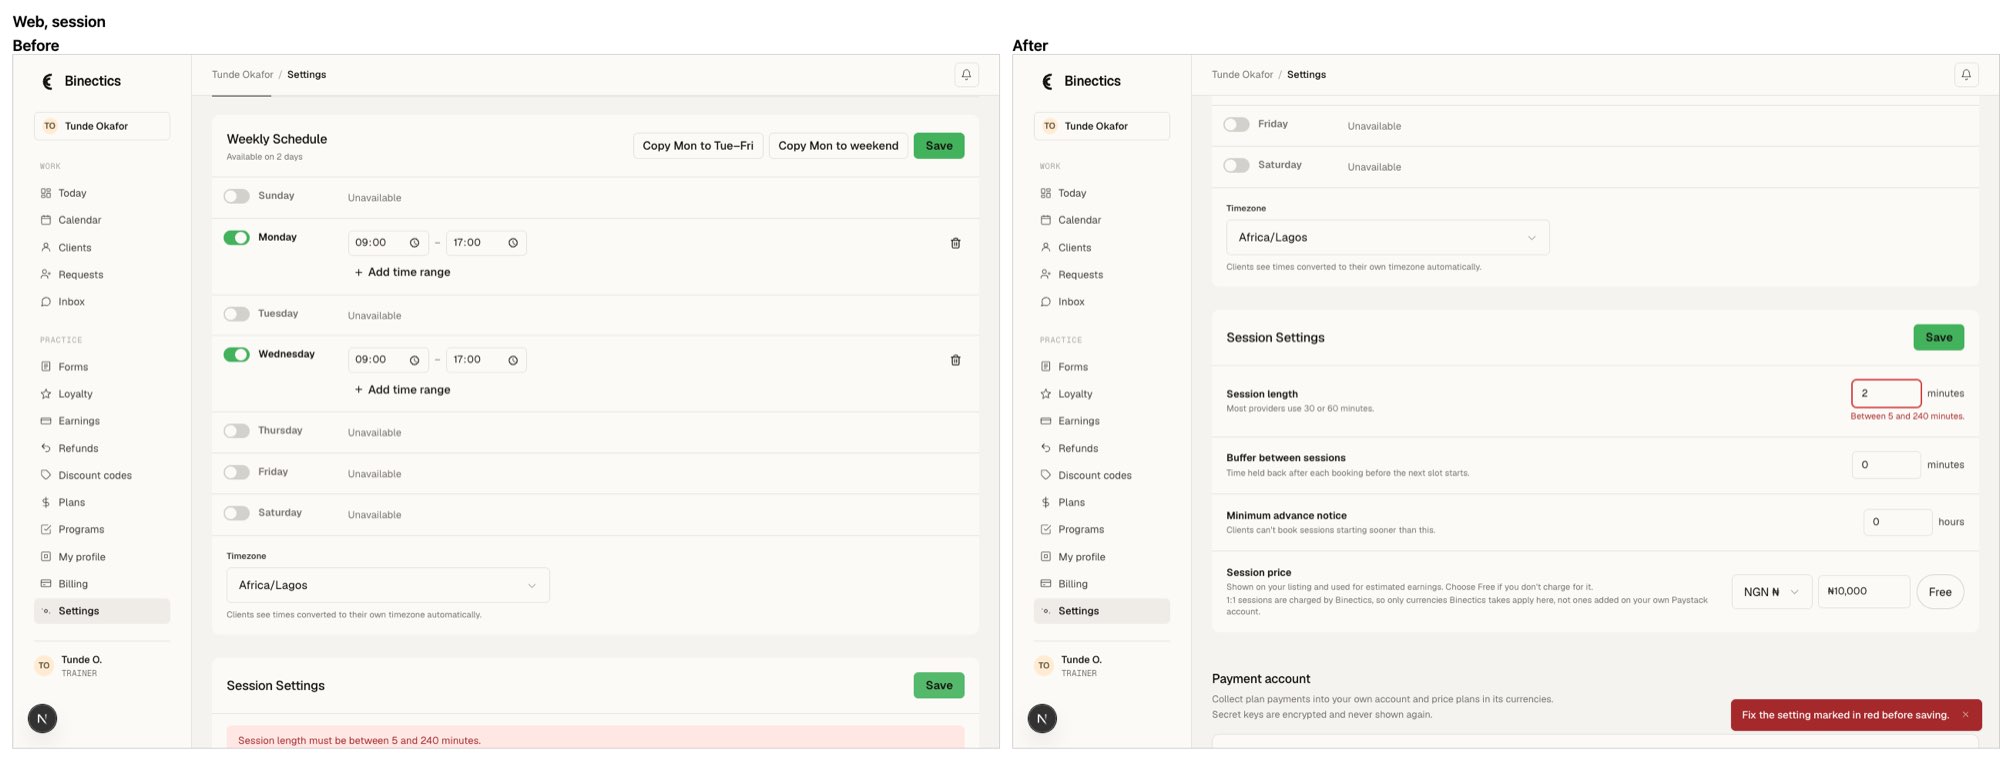 Web, session
Before
Binectics
TO Tunde Okafor
WORK
Today
Calendar
Clients
Requests
Inbox
PRACTICE
Forms
Loyalty
Earnings
Refunds
Discount codes
Plans
Programs
My profile
Billing
Settings
TO Tunde O.
TRAINER
N
Tunde Okafor / Settings
Weekly Schedule
Available on 2 days
Copy Mon to Tue–Fri
Copy Mon to weekend
Save
Sunday Unavailable
Monday 09:00 – 17:00
+ Add time range
Tuesday Unavailable
Wednesday 09:00 – 17:00
+ Add time range
Thursday Unavailable
Friday Unavailable
Saturday Unavailable
Timezone
Africa/Lagos
Clients see times converted to their own timezone automatically.
Session Settings
Save
Session length must be between 5 and 240 minutes.
After
Binectics
TO Tunde Okafor
WORK
Today
Calendar
Clients
Requests
Inbox
PRACTICE
Forms
Loyalty
Earnings
Refunds
Discount codes
Plans
Programs
My profile
Billing
Settings
TO Tunde O.
TRAINER
N
Tunde Okafor / Settings
Friday Unavailable
Saturday Unavailable
Timezone
Africa/Lagos
Clients see times converted to their own timezone automatically.
Session Settings
Save
Session length
Most providers use 30 or 60 minutes.
2 minutes
Between 5 and 240 minutes.
Buffer between sessions
Time held back after each booking before the next slot starts.
0 minutes
Minimum advance notice
Clients can't book sessions starting sooner than this.
0 hours
Session price
Shown on your listing and used for estimated earnings. Choose Free if you don't charge for it.
1:1 sessions are charged by Binectics, so only currencies Binectics takes apply here, not ones added on your own Paystack
account.
NGN ₦
₦10,000
Free
Payment account
Collect plan payments into your own account and price plans in its currencies.
Secret keys are encrypted and never shown again.
Fix the setting marked in red before saving. ×